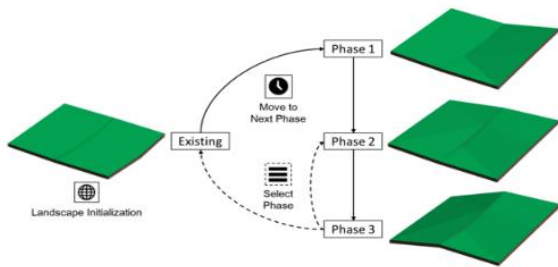 Phase 1
Move to
Next Phase
Existing
Phase 2
Select
Phase
Landscape Initialization
Phase 3